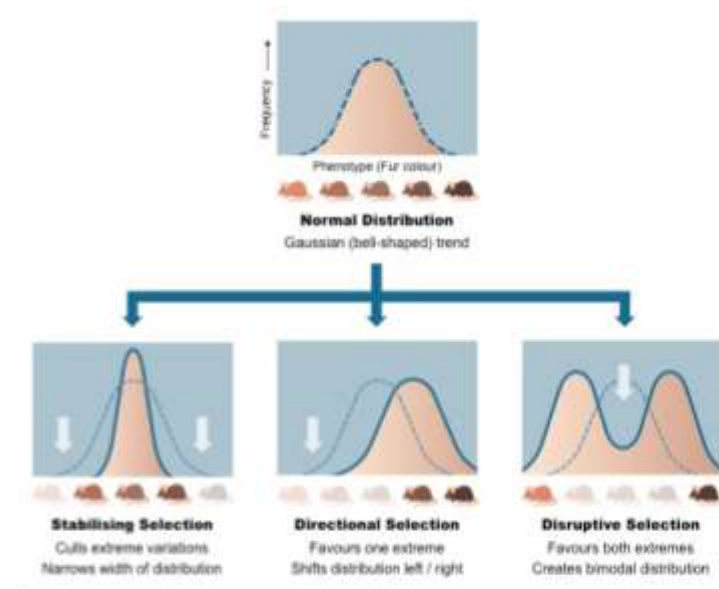 Frequency
Phenotype (Fur colour)
Normal Distribution
Gaussian (bell-shaped) trend
Stabilising Selection
Culls extreme variations
Narrows width of distribution
Directional Selection
Favours one extreme
Shifts distribution left / right
Disruptive Selection
Favours both extremes
Creates bimodal distribution